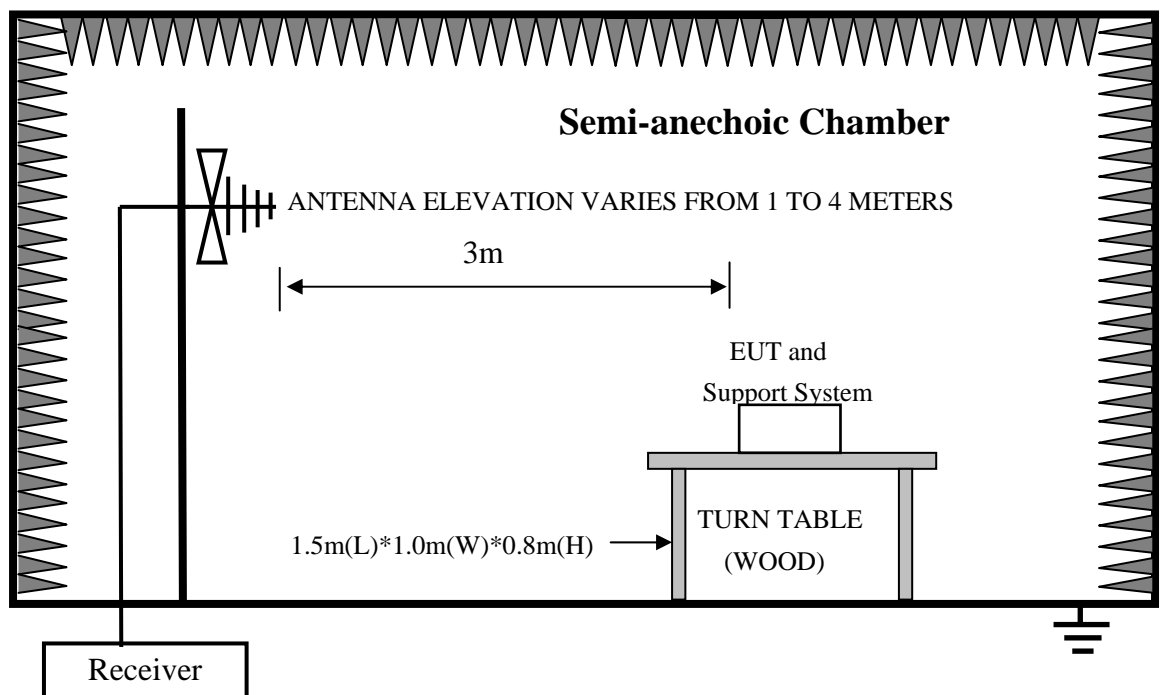 Semi-anechoic Chamber
ANTENNA ELEVATION VARIES FROM 1 TO 4 METERS
3m
EUT and
Support System
TURN TABLE
1.5m(L)*1.0m(W)*0.8m(H)
(WOOD)
Receiver